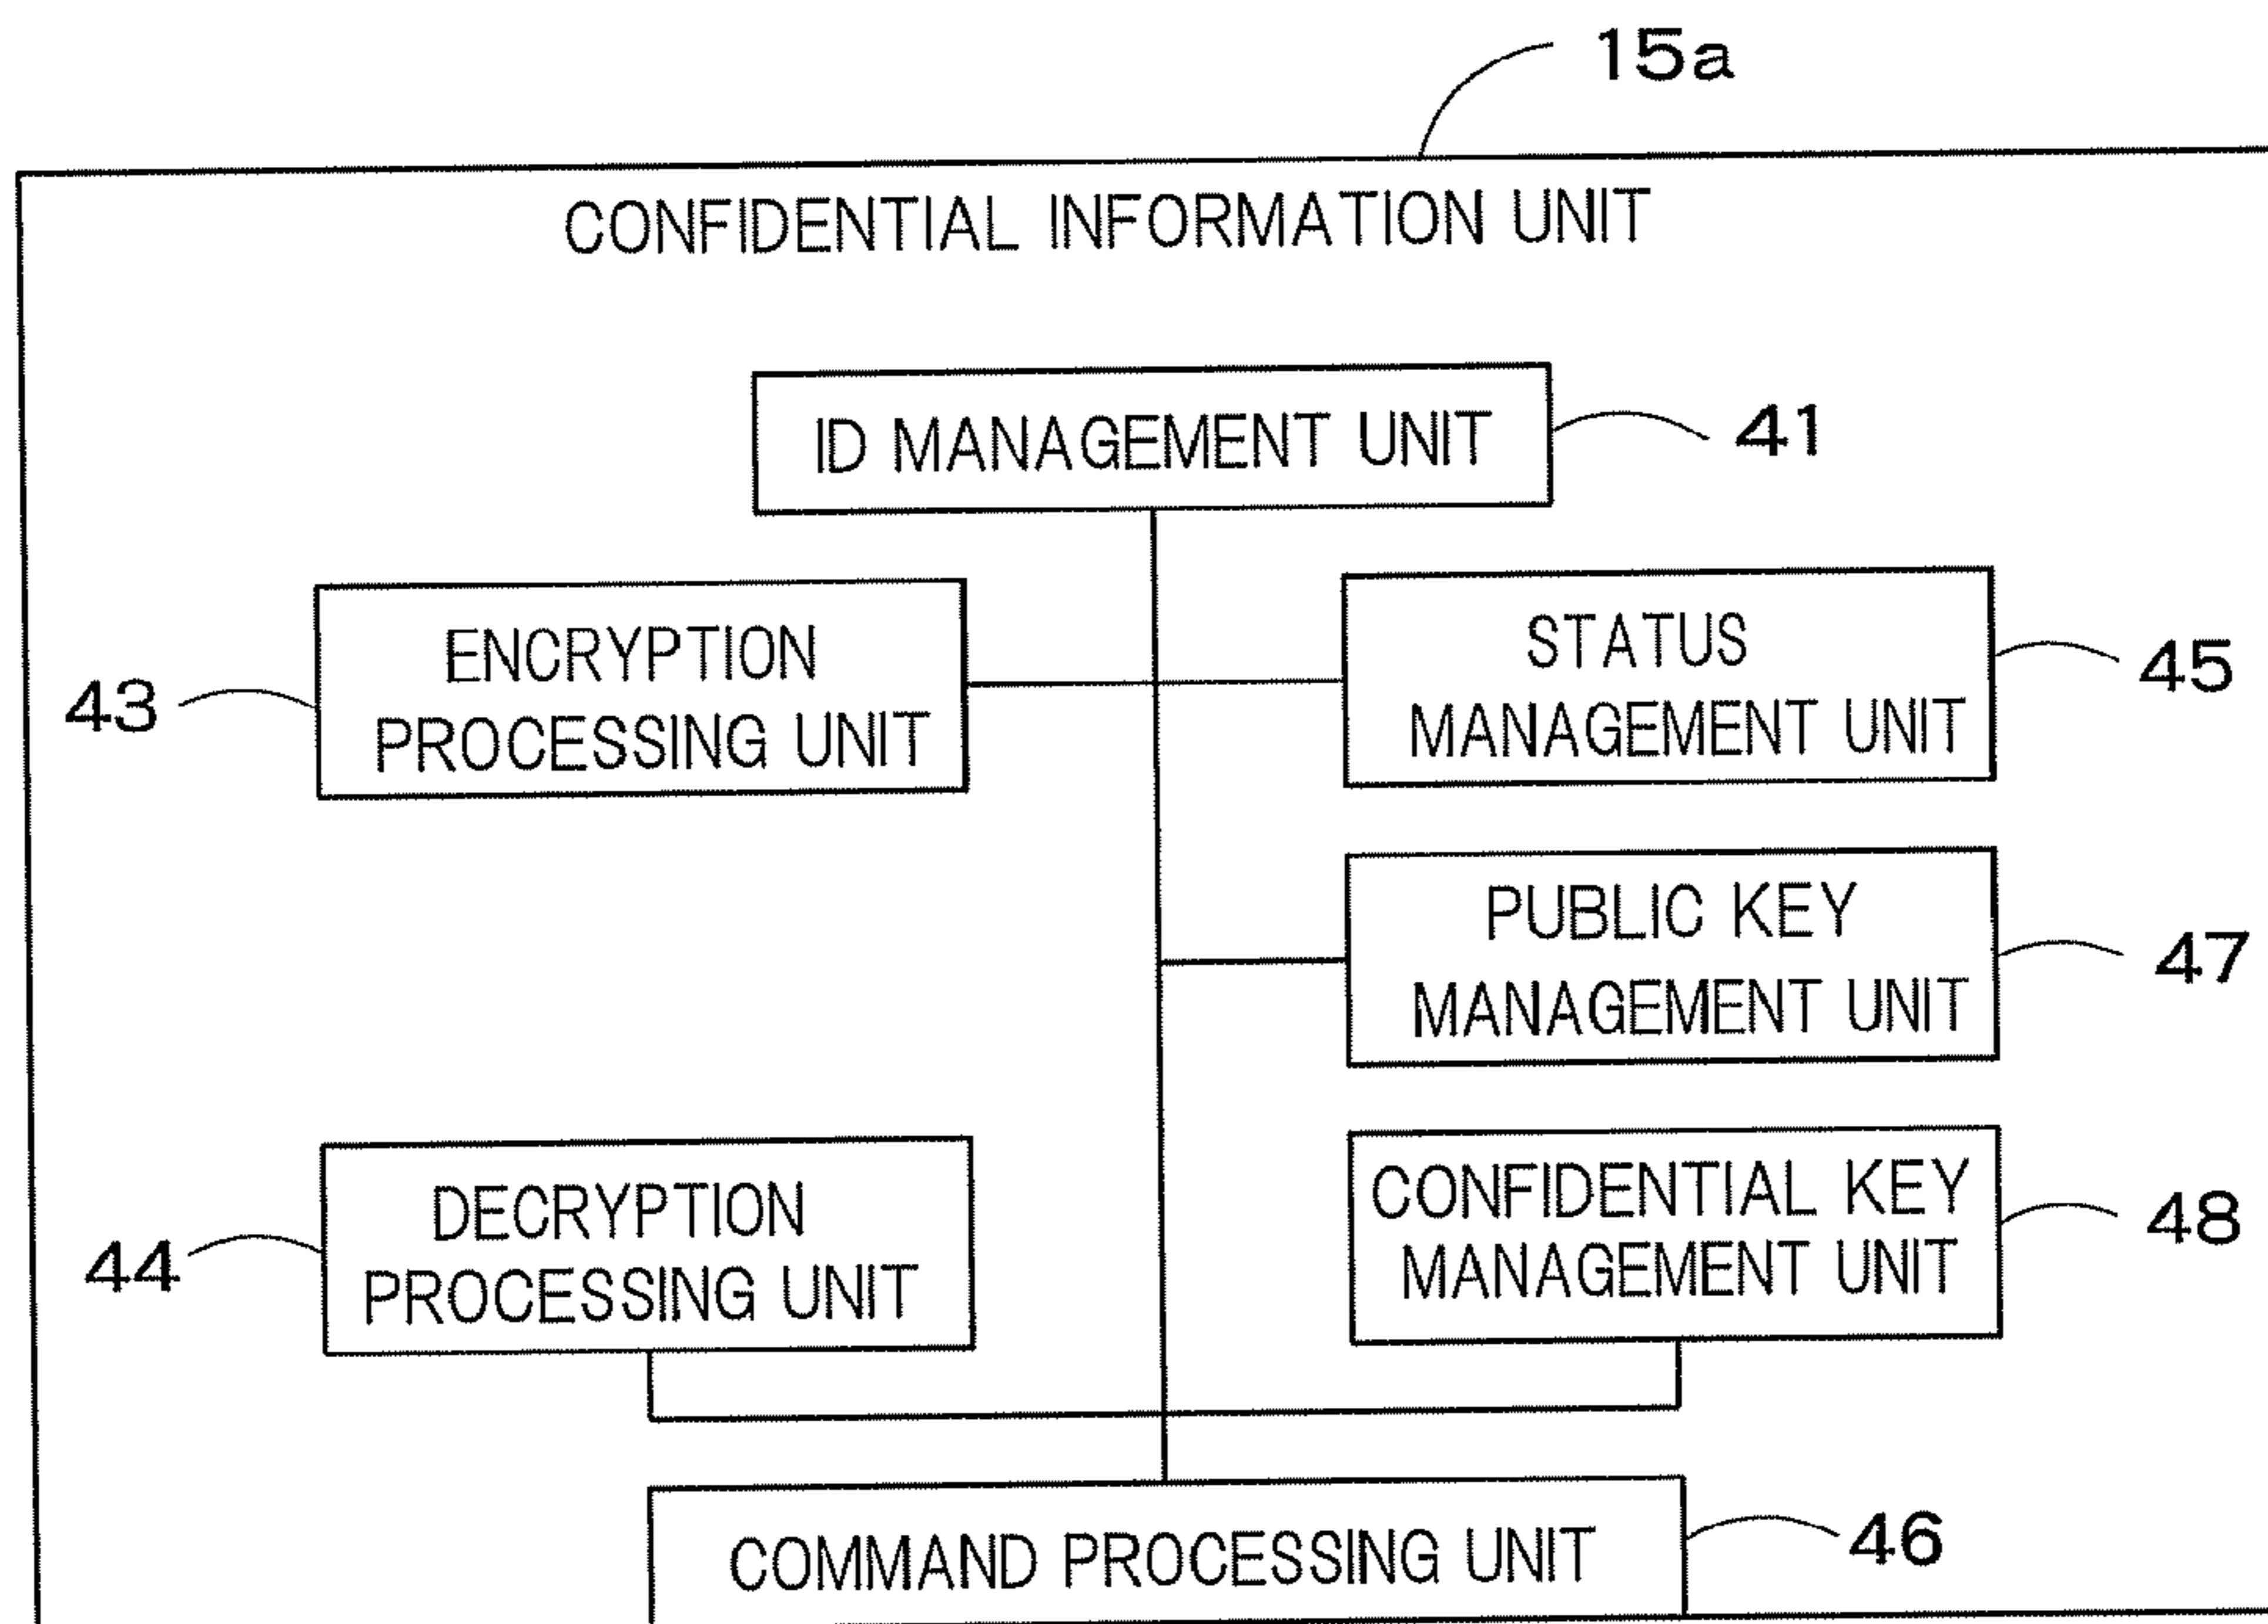 15a
CONFIDENTIAL INFORMATION UNIT
ID MANAGEMENT UNIT
41
ENCRYPTION
PROCESSING UNIT
43
STATUS
MANAGEMENT UNIT
45
PUBLIC KEY
MANAGEMENT UNIT
47
DECRYPTION
PROCESSING UNIT
44
CONFIDENTIAL KEY
MANAGEMENT UNIT
48
COMMAND PROCESSING UNIT
46